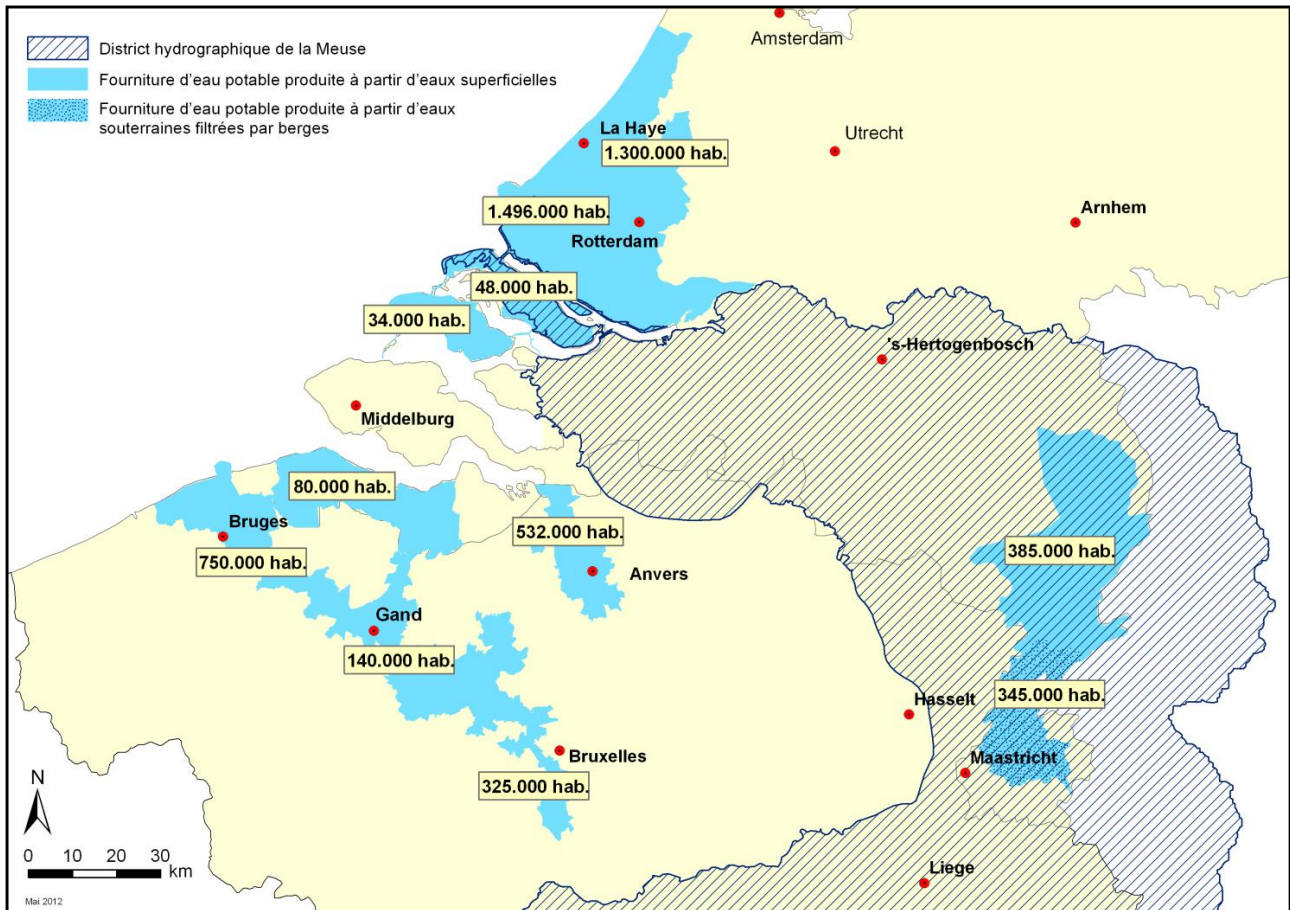 District hydrographique de la Meuse
Fourniture d'eau potable produite à partir d'eaux superficielles
Fourniture d'eau potable produite à partir d'eaux
souterraines filtrées par berges
Amsterdam
La Haye
1.300.000 hab.
Utrecht
1.496.000 hab.
Rotterdam
Arnhem
48.000 hab.
34.000 hab.
's-Hertogenbosch
Middelburg
80.000 hab.
Bruges
750.000 hab.
532.000 hab.
Anvers
385.000 hab.
Gand
140.000 hab.
Hasselt
345.000 hab.
Bruxelles
Maastricht
325.000 hab.
Liege
N
0 10 20 30
km
Mai 2012